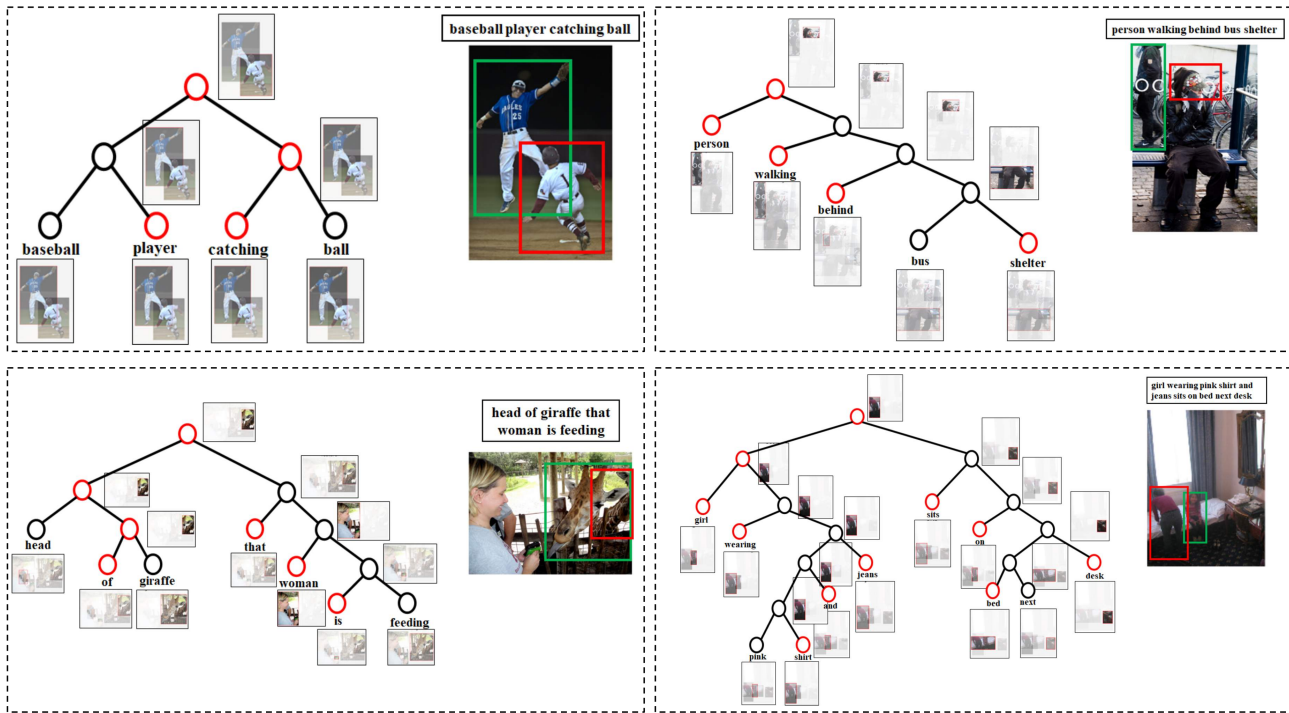 baseball player catching ball
baseball
player
catching
ball
person walking behind bus shelter
person
walking
behind
bus
shelter
head of giraffe that
woman is feeding
head
of
giraffe
that
woman
is
feeding
girl wearing pink shirt and
jeans sits on bed next desk
girl
wearing
pink
shirt
and
jeans
sits
on
bed
next
desk
25
1